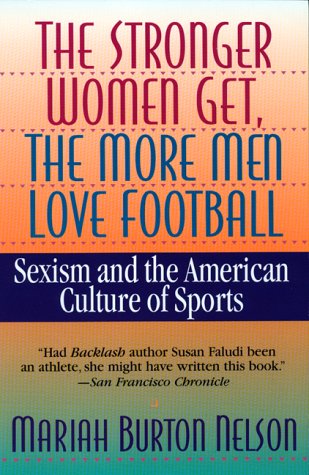 THE STRONGER
WOMEN GET,
THE MORE MEN
LOVE FOOTBALL
Sexism and the American
Culture of Sports
“Had Backlash author Susan Faludi been
an athlete, she might have written this book.”
—San Francisco Chronicle
MARIAH BURTON NELSON